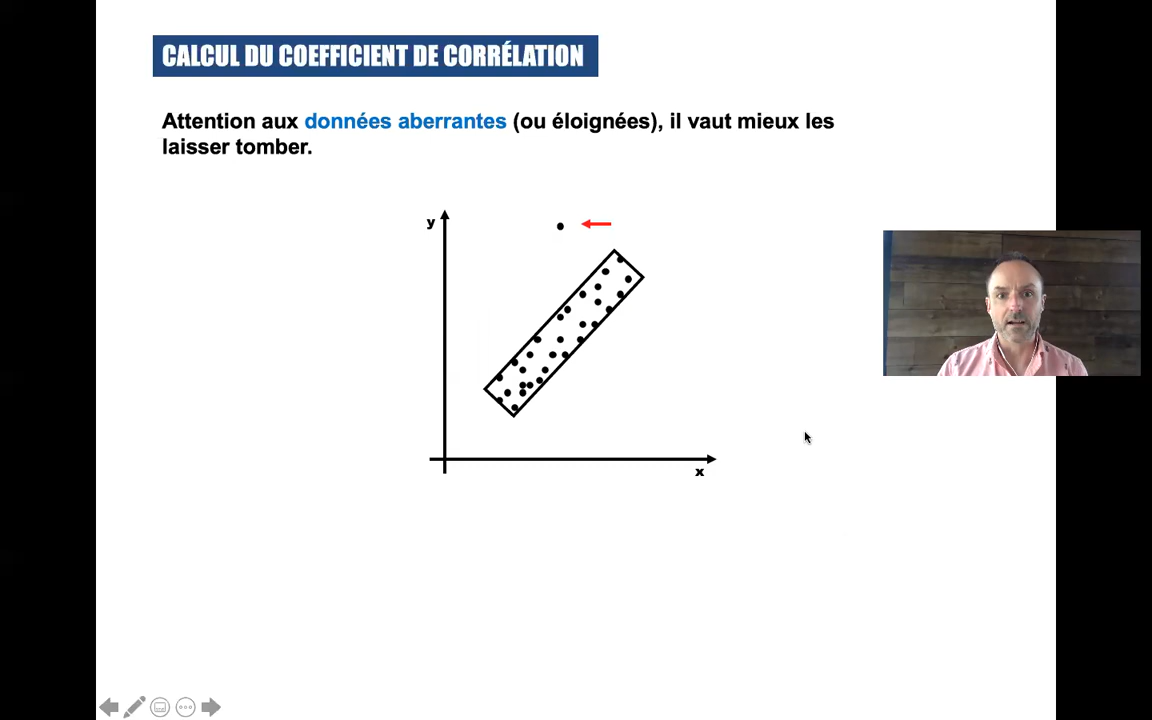 CALCUL DU COEFFICIENT DE CORRÉLATION
Attention aux données aberrantes (ou éloignées), il vaut mieux les
laisser tomber.
y
x